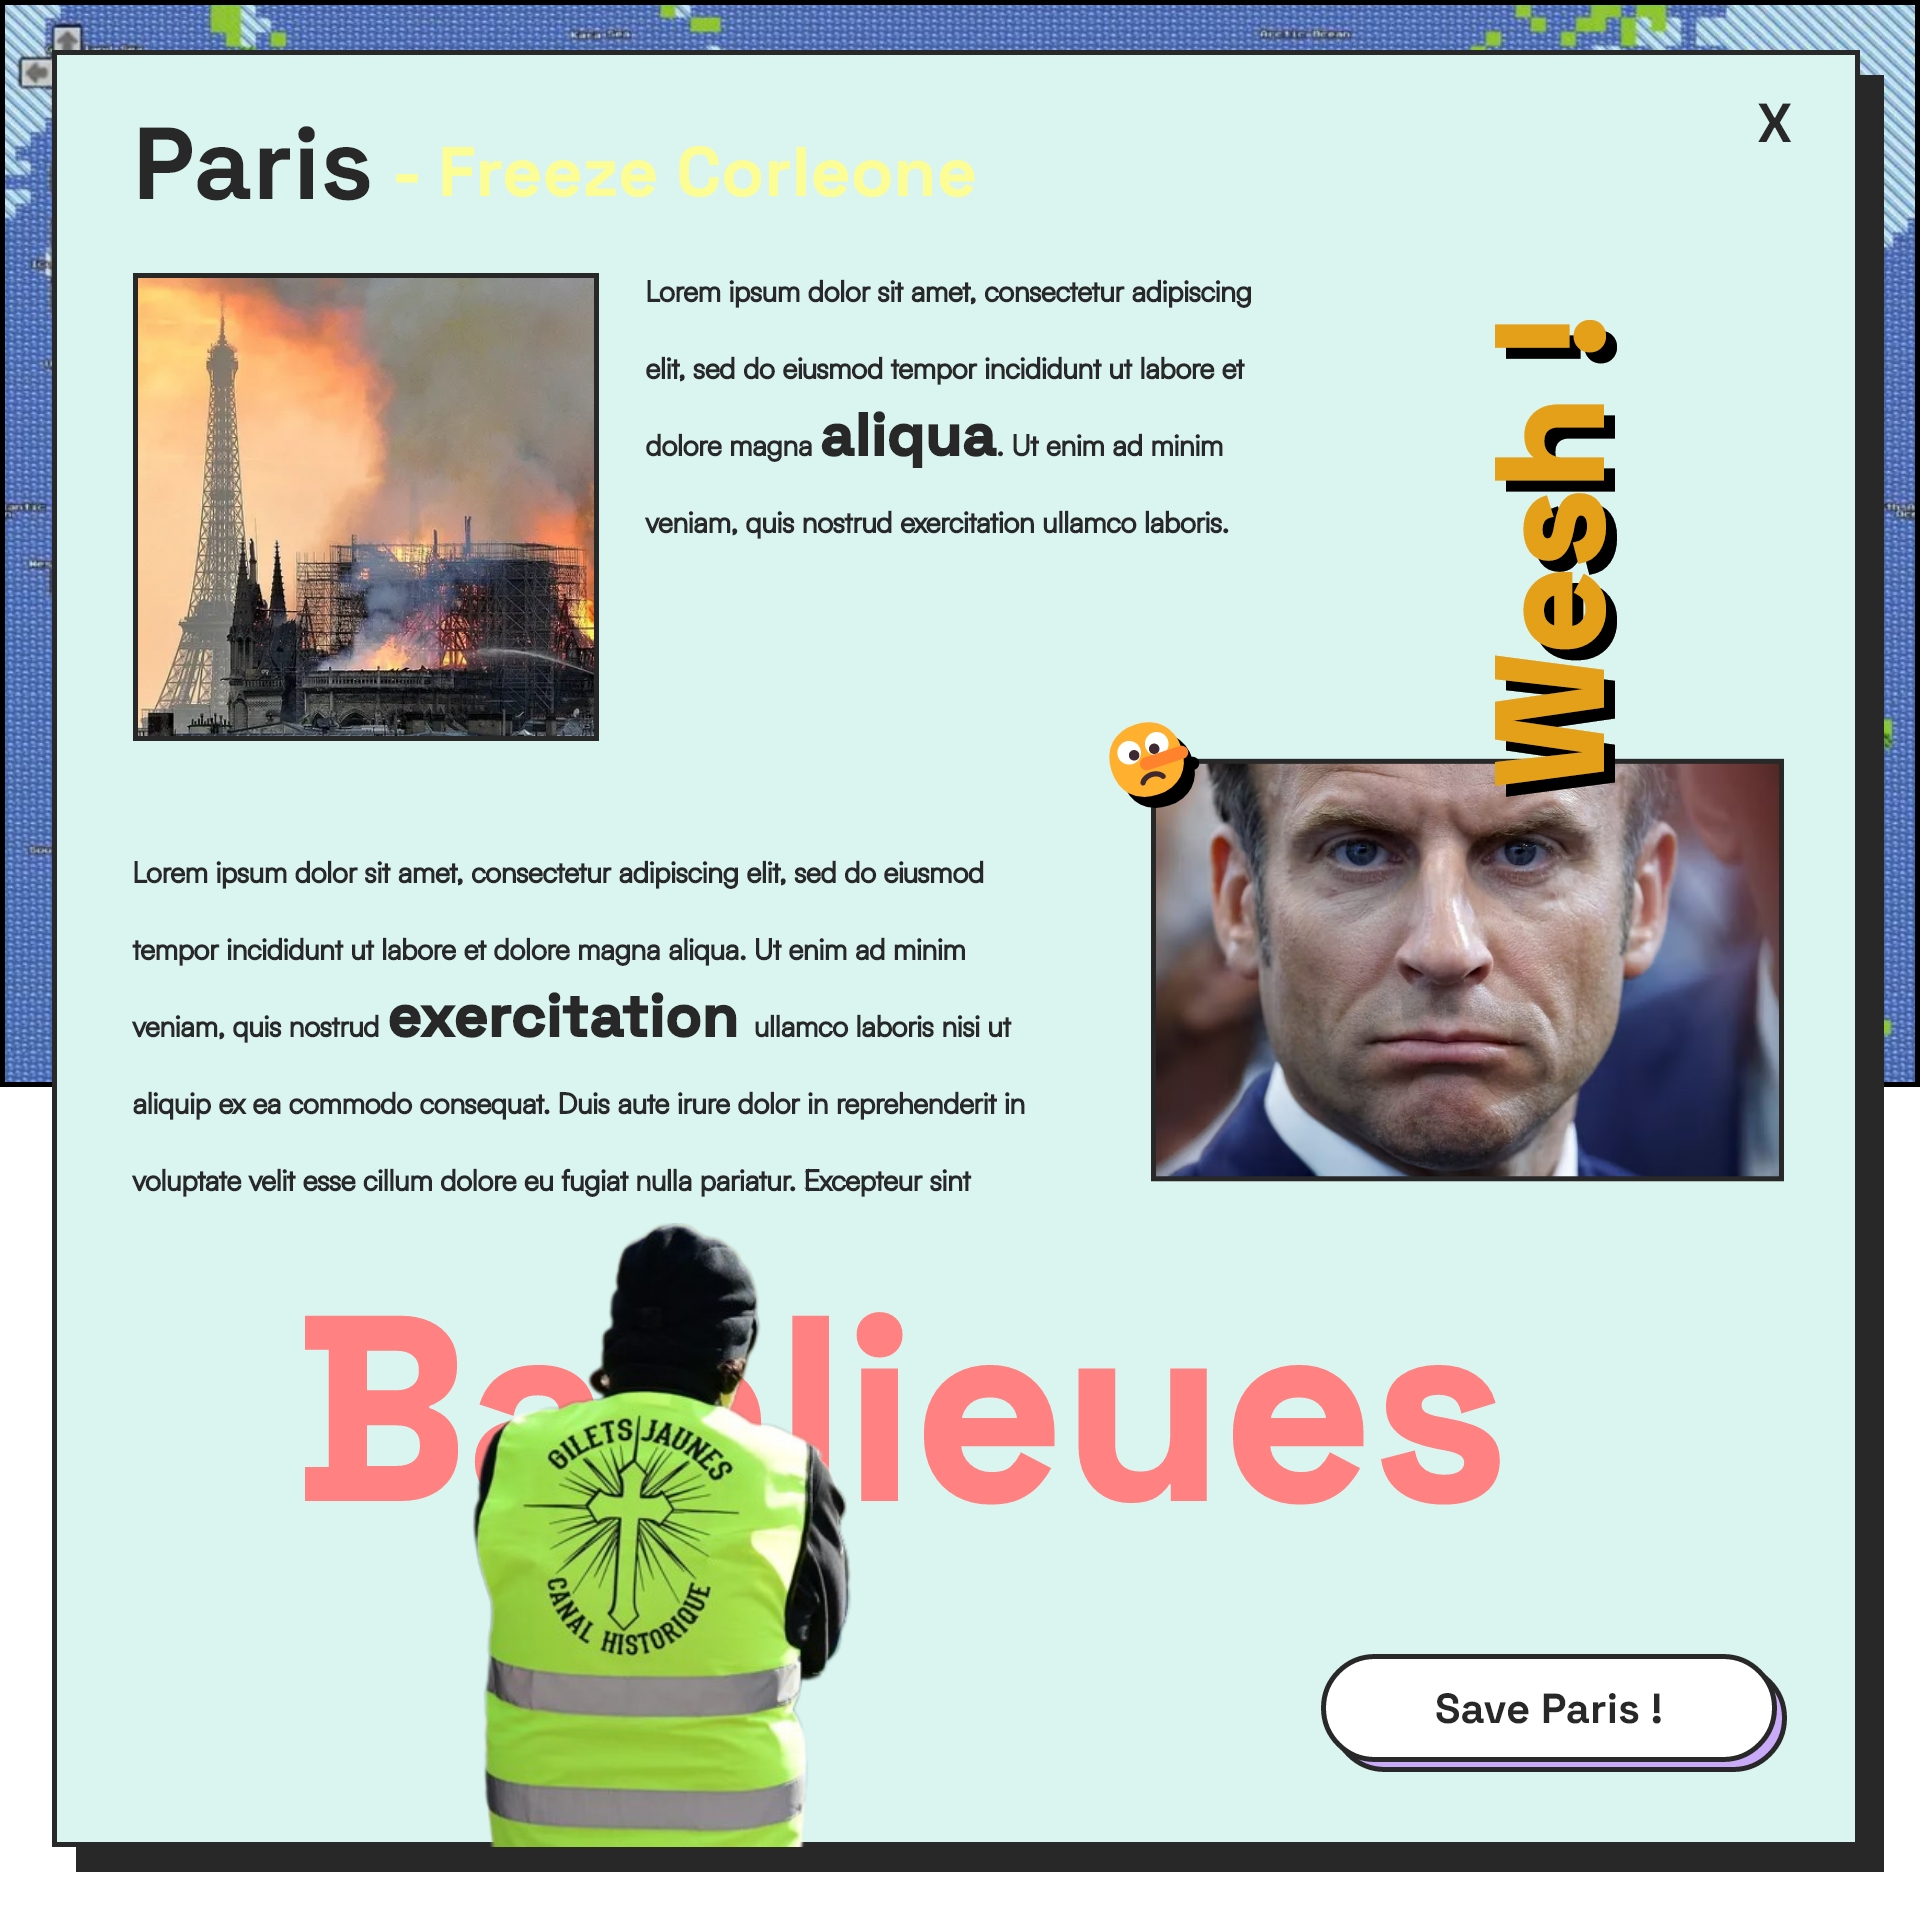 Arctic Ocean
X
Paris - Freeze Corleone
Lorem ipsum dolor sit amet, consectetur adipiscing
elit, sed do eiusmod tempor incididunt ut labore et
dolore magna aliqua. Ut enim ad minim
veniam, quis nostrud exercitation ullamco laboris.
Wesh !
Lorem ipsum dolor sit amet, consectetur adipiscing elit, sed do eiusmod
tempor incididunt ut labore et dolore magna aliqua. Ut enim ad minim
veniam, quis nostrud exercitation ullamco laboris nisi ut
aliquip ex ea commodo consequat. Duis aute irure dolor in reprehenderit in
voluptate velit esse cillum dolore eu fugiat nulla pariatur. Excepteur sint
Banlieues
GILETS JAUNES
CANAL HISTORIQUE
Save Paris !